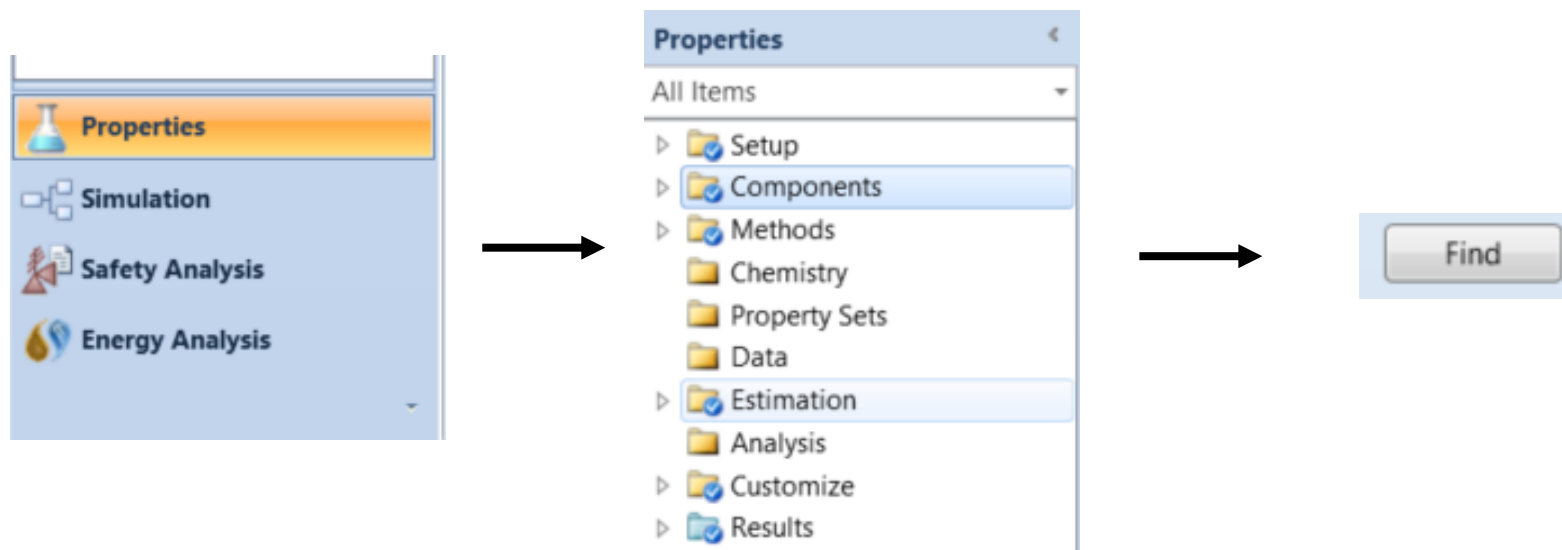 Properties
Simulation
Safety Analysis
Energy Analysis
Properties
All Items
Setup
Components
Methods
Chemistry
Property Sets
Data
Estimation
Analysis
Customize
Results
Find